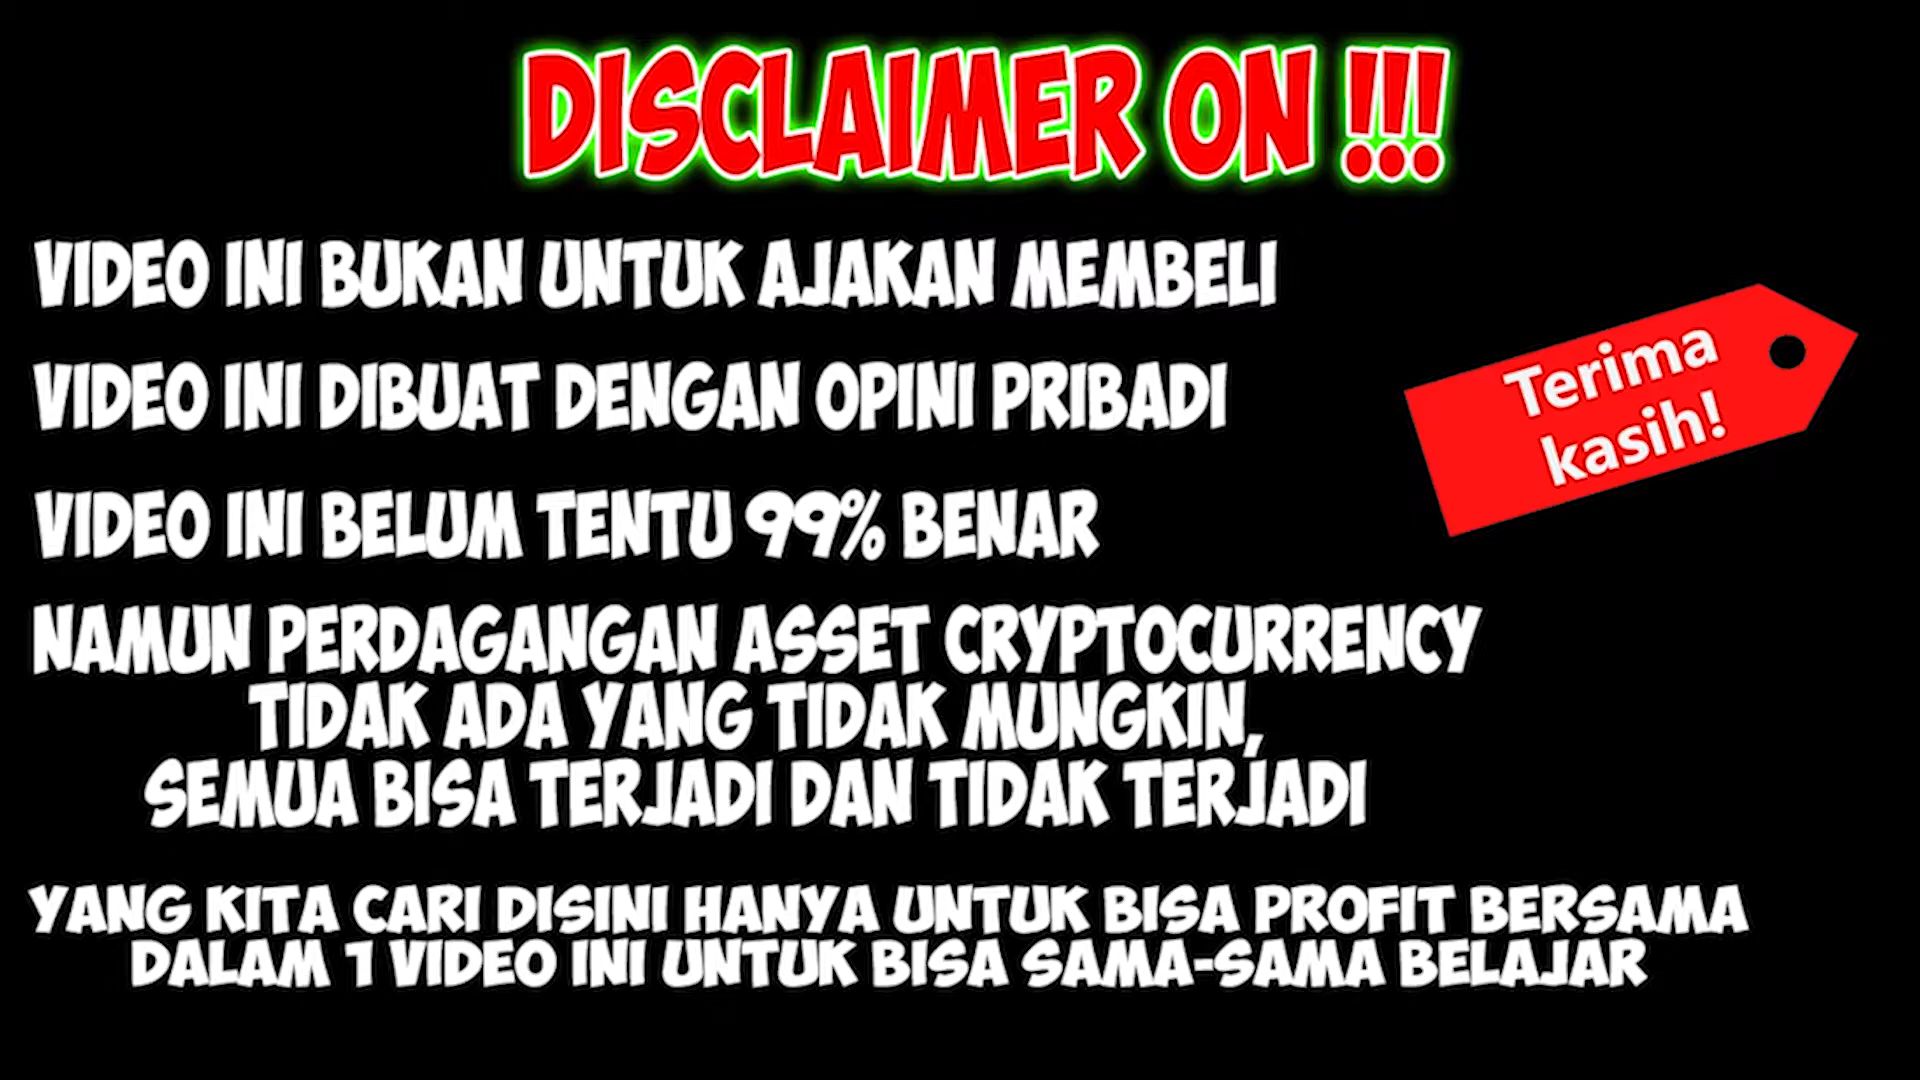 DISCLAIMER ON !!!
VIDEO INI BUKAN UNTUK AJAKAN MEMBELI
VIDEO INI DIBUAT DENGAN OPINI PRIBADI
Terima
kasih!
VIDEO INI BELUM TENTU 99% BENAR
NAMUN PERDAGANGAN ASSET CRYPTOCURRENCY
TIDAK ADA YANG TIDAK MUNGKIN,
SEMUA BISA TERJADI DAN TIDAK TERJADI
YANG KITA CARI DISINI HANYA UNTUK BISA PROFIT BERSAMA
DALAM 1 VIDEO INI UNTUK BISA SAMA-SAMA BELAJAR